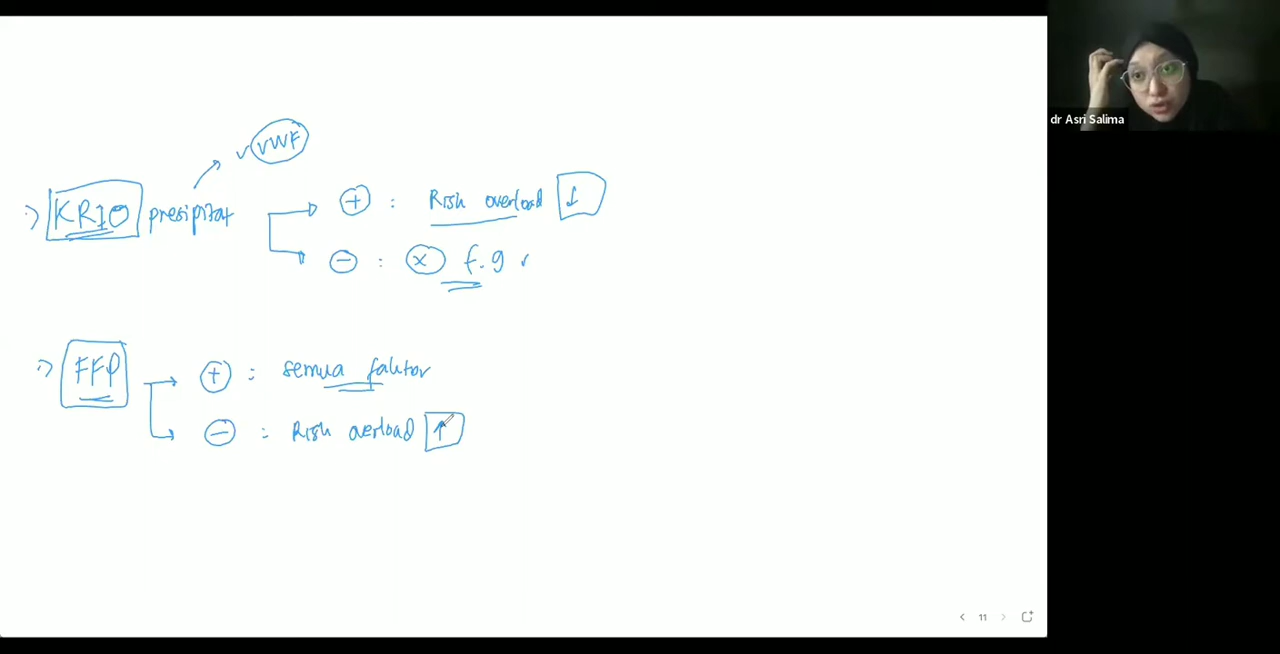 vWF
KRIO presipitat
+ : Risk overload ↓
- : x f.9
FFP
+ : semua faktor
- : Risk overload ↑
dr Asri Salima
11